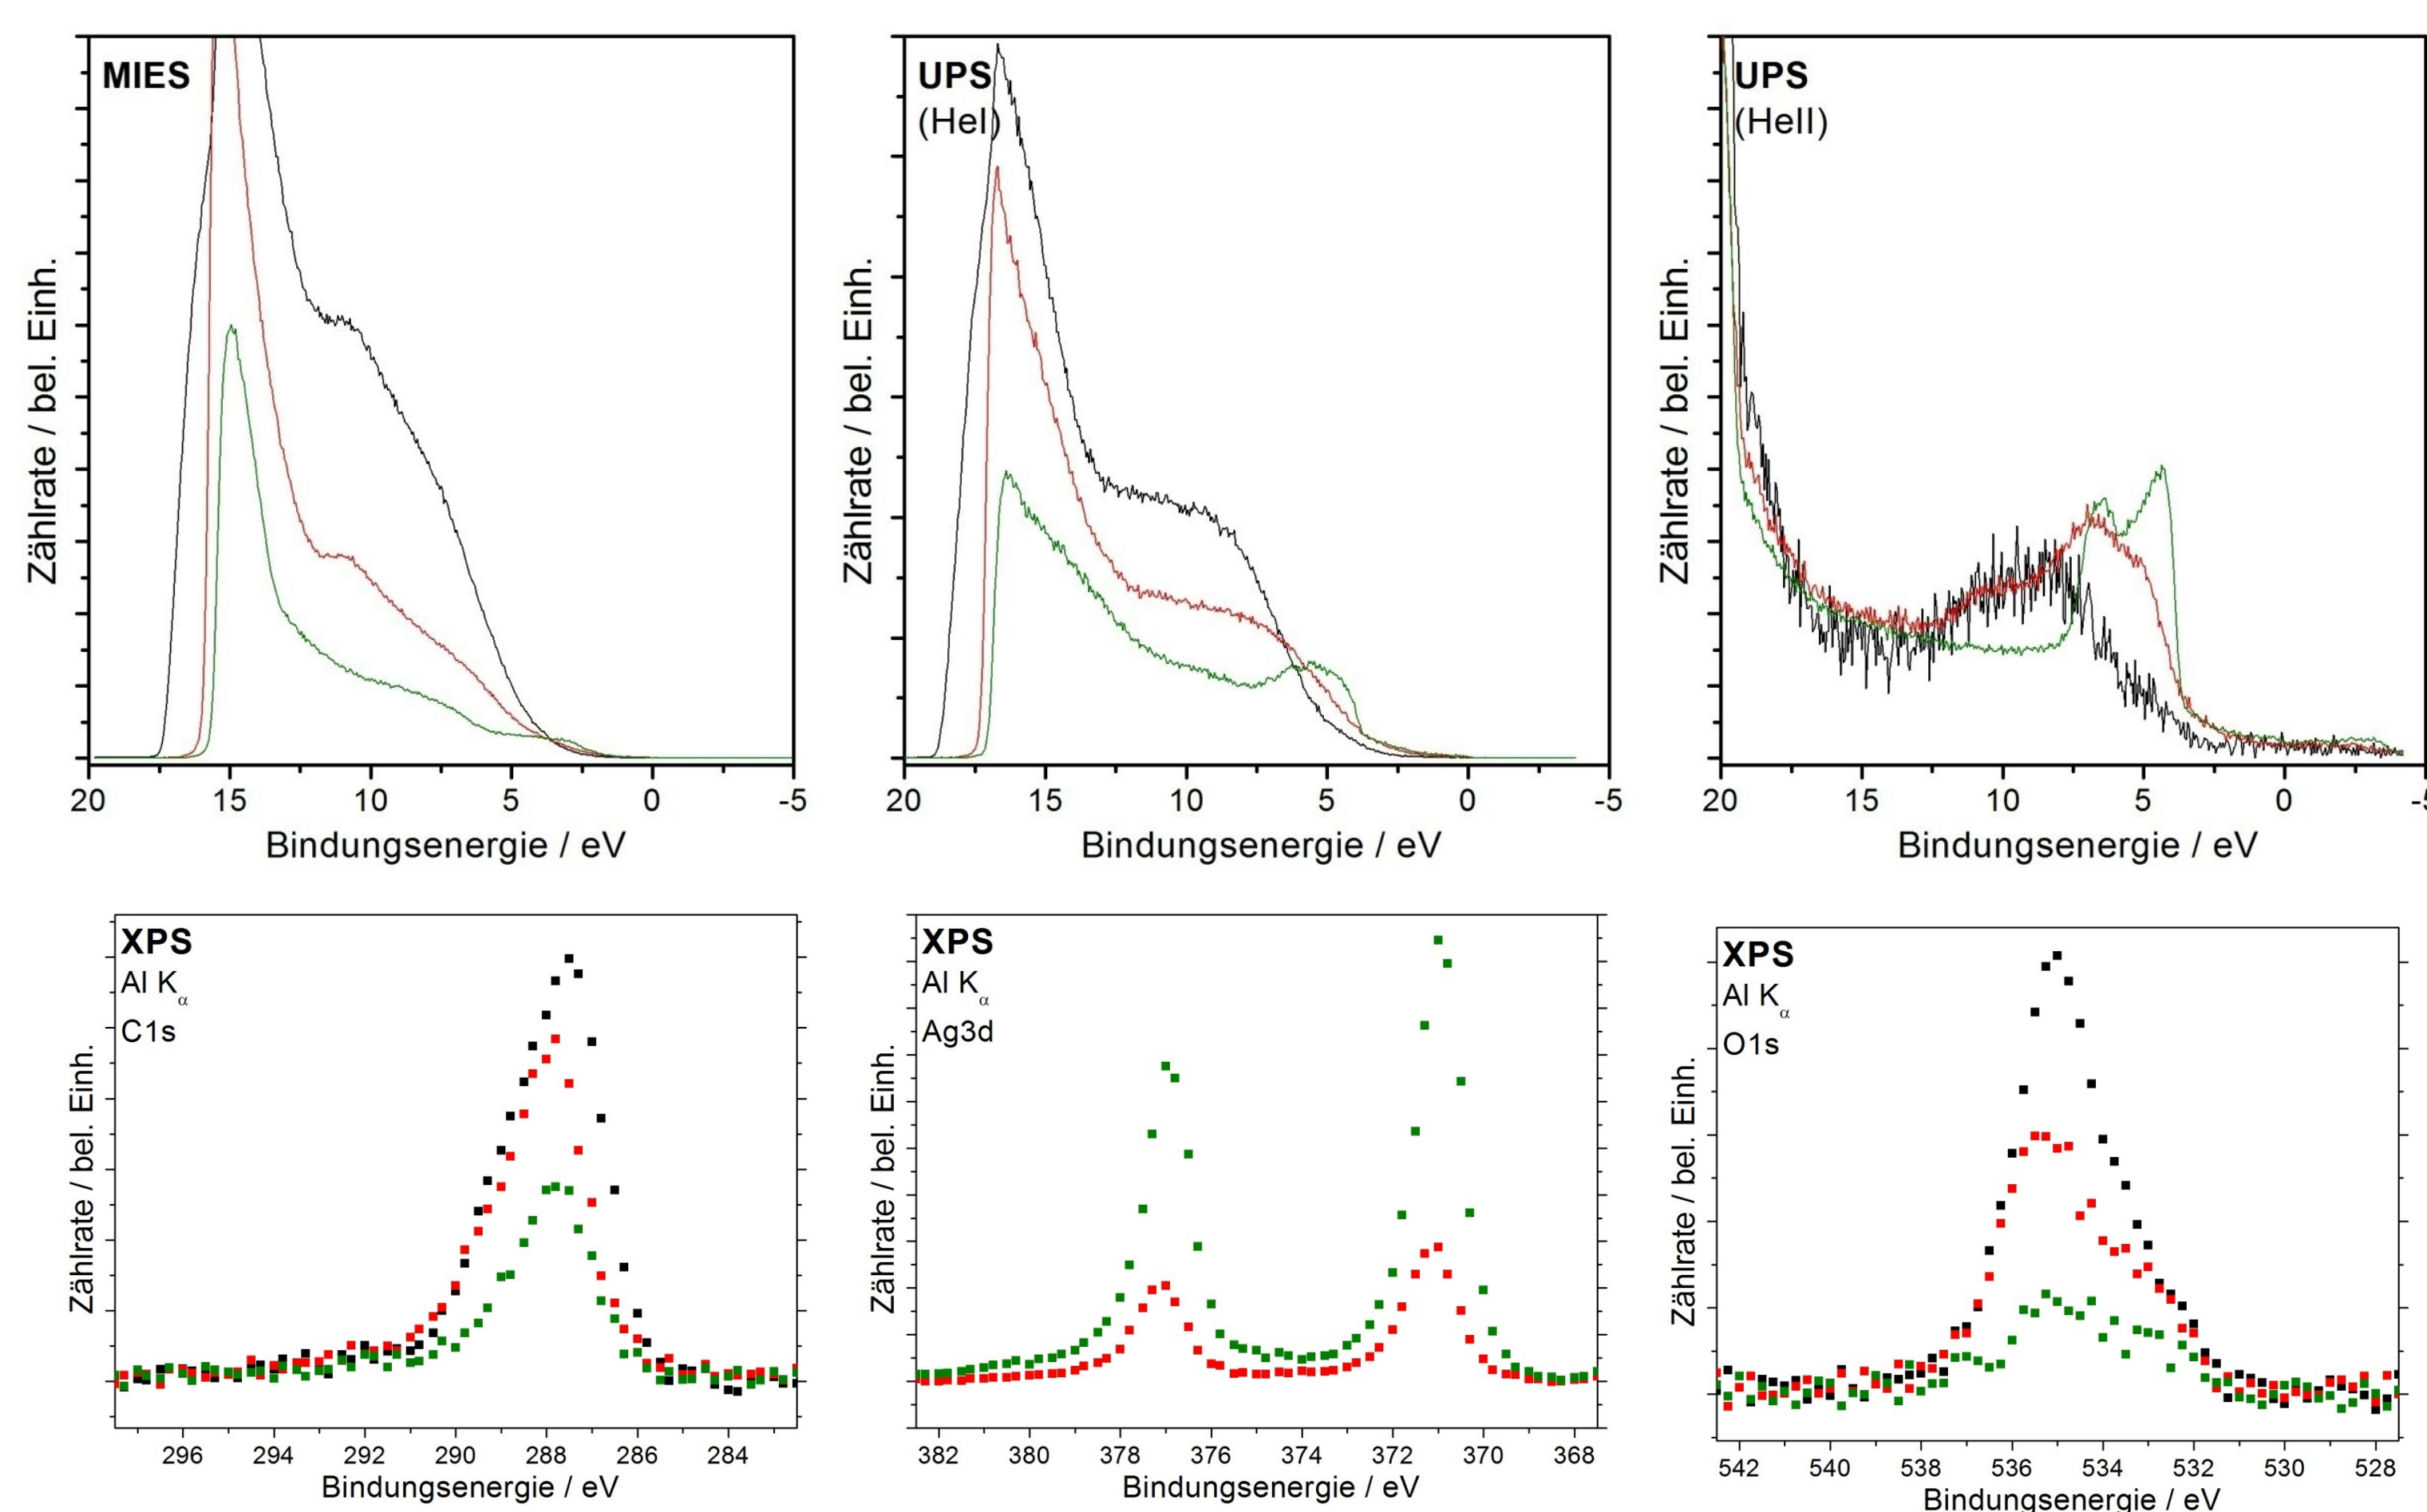 MIES
Zählrate / bel. Einh.
20 15 10 5 0 -5
Bindungsenergie / eV
UPS
(HeI)
Zählrate / bel. Einh.
20 15 10 5 0 -5
Bindungsenergie / eV
UPS
(HeII)
Zählrate / bel. Einh.
20 15 10 5 0 -5
Bindungsenergie / eV
XPS
Al Kα
C1s
Zählrate / bel. Einh.
296 294 292 290 288 286 284
Bindungsenergie / eV
XPS
Al Kα
Ag3d
Zählrate / bel. Einh.
382 380 378 376 374 372 370 368
Bindungsenergie / eV
XPS
Al Kα
O1s
Zählrate / bel. Einh.
542 540 538 536 534 532 530 528
Bindungsenergie / eV